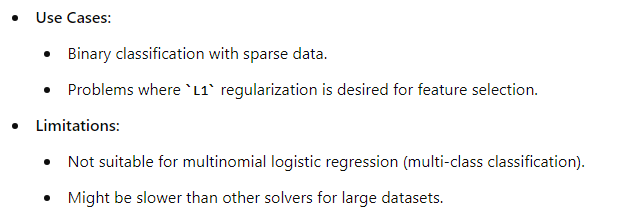 Use Cases:
Binary classification with sparse data.
Problems where `L1` regularization is desired for feature selection.
Limitations:
Not suitable for multinomial logistic regression (multi-class classification).
Might be slower than other solvers for large datasets.